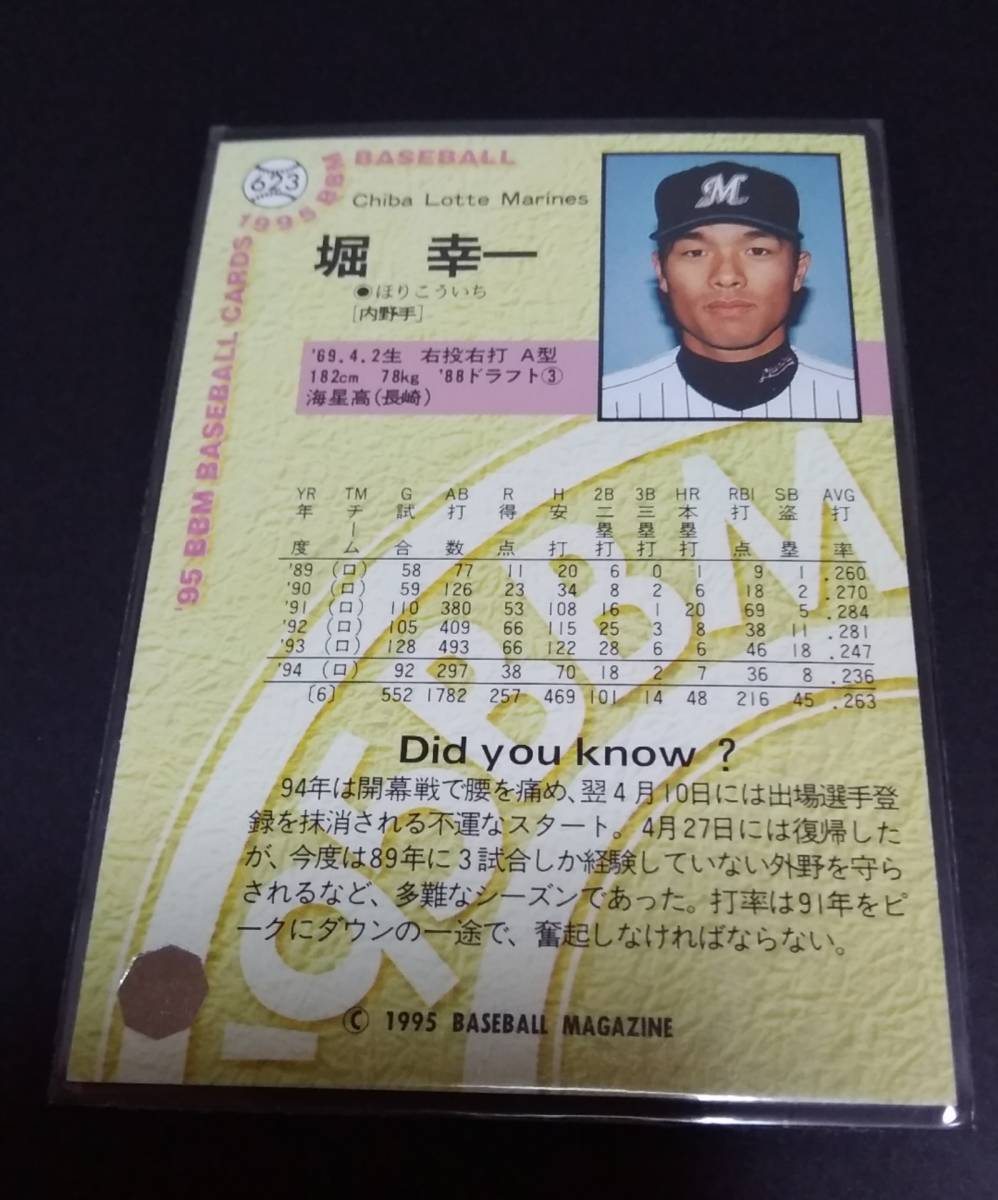 623
1995 BBM
BASEBALL
Chiba Lotte Marines
堀 幸一
●ほりこういち
[内野手]
'69.4.2生 右投右打 A型
182cm 78kg '88ドラフト③
海星高(長崎)
M
'95 BBM BASEBALL CARDS
YR TM G AB R H 2B 3B HR RBI SB AVG
年度 チーム 試合 打数 得点 安打 二塁打 三塁打 本塁打 打点 盗塁 打率
'89 (ロ) 58 77 11 20 6 0 1 9 1 .260
'90 (ロ) 59 126 23 34 8 2 6 18 2 .270
'91 (ロ) 110 380 53 108 16 1 20 69 5 .284
'92 (ロ) 105 409 66 115 25 3 8 38 11 .281
'93 (ロ) 128 493 66 122 28 6 6 46 18 .247
'94 (ロ) 92 297 38 70 18 2 7 36 8 .236
(6) 552 1782 257 469 101 14 48 216 45 .263
Did you know ?
94年は開幕戦で腰を痛め、翌4月10日には出場選手登
録を抹消される不運なスタート。4月27日には復帰した
が、今度は89年に3試合しか経験していない外野を守ら
されるなど、多難なシーズンであった。打率は91年をピ
ークにダウンの一途で、奮起しなければならない。
'95 BBM
© 1995 BASEBALL MAGAZINE